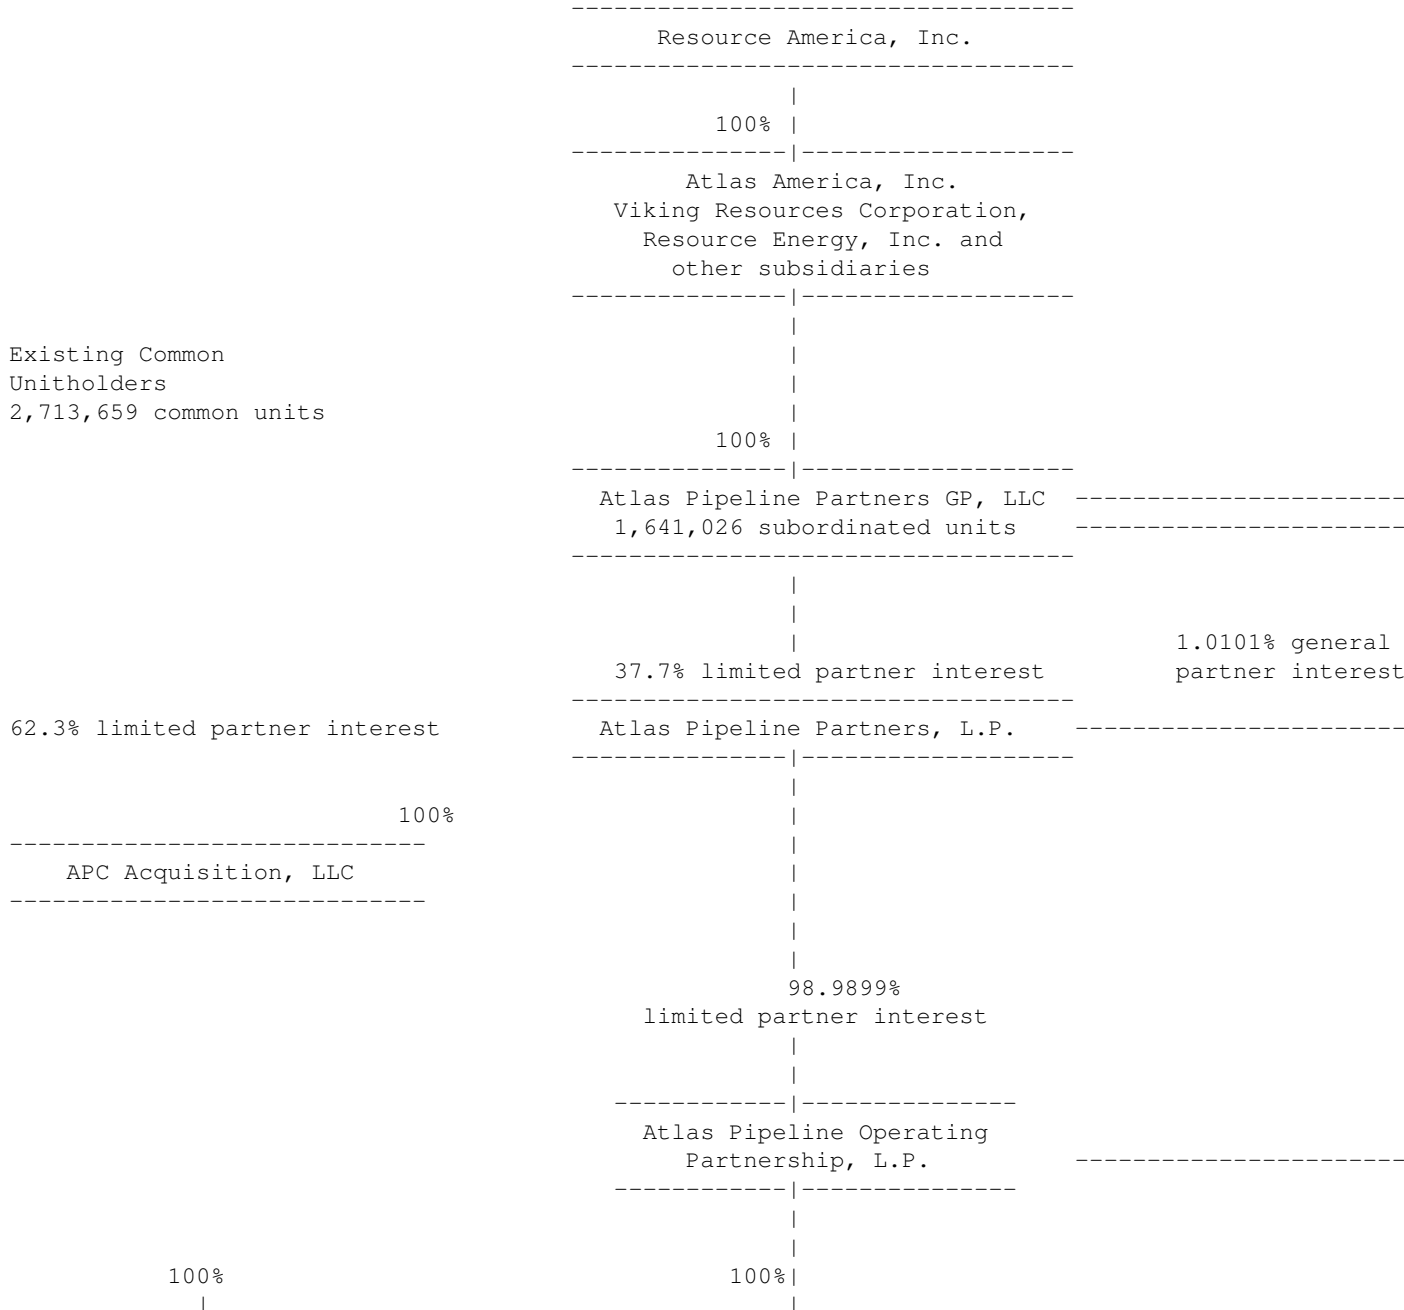 Resource America, Inc.
100%
Atlas America, Inc.
Viking Resources Corporation,
Resource Energy, Inc. and
other subsidiaries
Existing Common
Unitholders
2,713,659 common units
100%
Atlas Pipeline Partners GP, LLC
1,641,026 subordinated units
1.0101% general
37.7% limited partner interest partner interest
62.3% limited partner interest Atlas Pipeline Partners, L.P.
100%
APC Acquisition, LLC
98.9899%
limited partner interest
Atlas Pipeline Operating
Partnership, L.P.
100% 100%